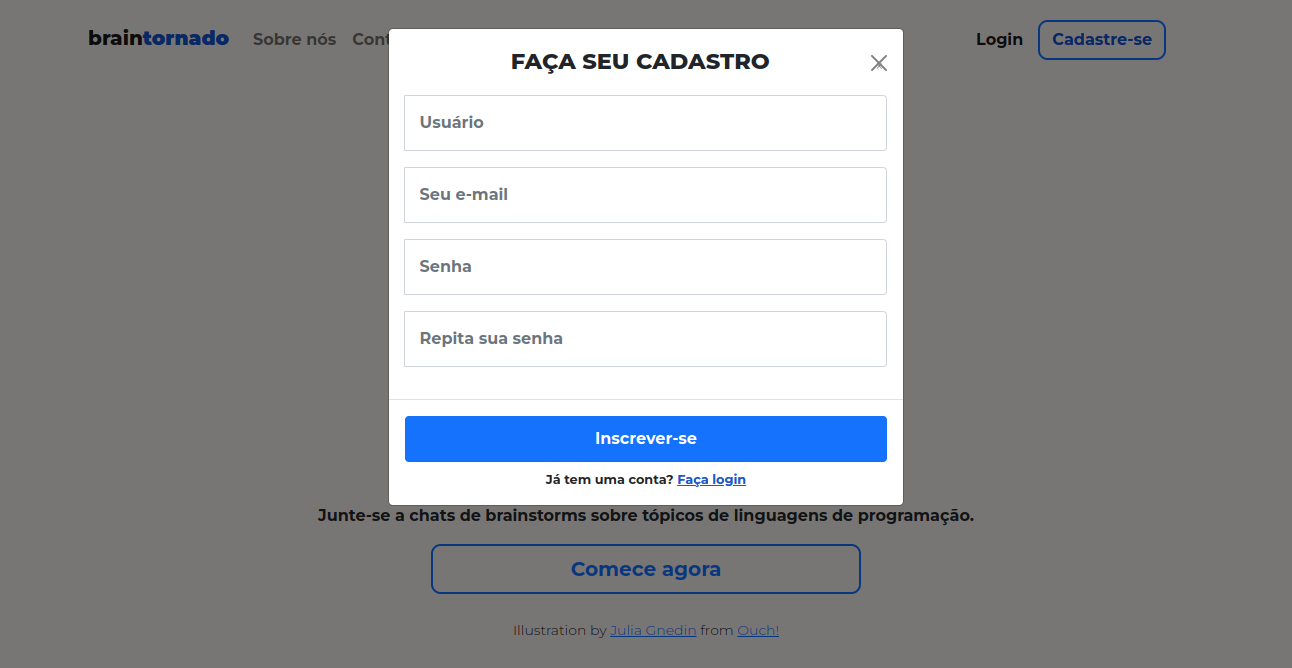 braintornado Sobre nós Login Cadastre-se
FAÇA SEU CADASTRO
Usuário
Seu e-mail
Senha
Repita sua senha
Inscrever-se
Já tem uma conta? Faça login
Junte-se a chats de brainstorms sobre tópicos de linguagens de programação.
Comece agora
Illustration by Julia Gnedin from Ouch!